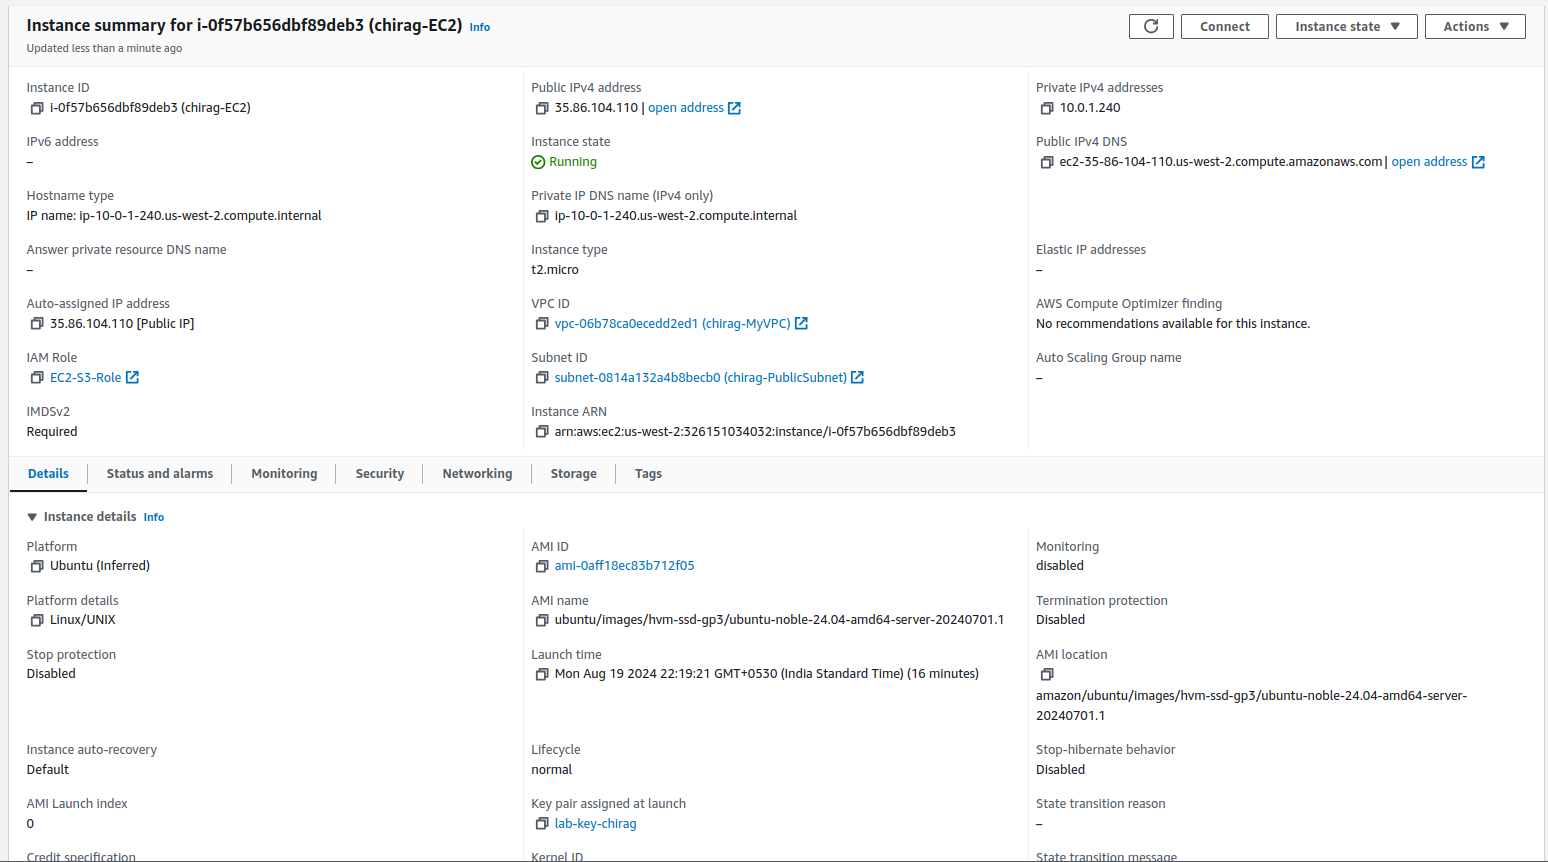 Instance summary for i-0f57b656dbf89deb3 (chirag-EC2) Info
Updated less than a minute ago
Connect
Instance state
Actions
Instance ID
i-0f57b656dbf89deb3 (chirag-EC2)
Public IPv4 address
35.86.104.110 | open address
Private IPv4 addresses
10.0.1.240
IPv6 address
–
Instance state
Running
Public IPv4 DNS
ec2-35-86-104-110.us-west-2.compute.amazonaws.com | open address
Hostname type
IP name: ip-10-0-1-240.us-west-2.compute.internal
Private IP DNS name (IPv4 only)
ip-10-0-1-240.us-west-2.compute.internal
Answer private resource DNS name
–
Instance type
t2.micro
Elastic IP addresses
–
Auto-assigned IP address
35.86.104.110 [Public IP]
VPC ID
vpc-06b78ca0ecedd2ed1 (chirag-MyVPC)
AWS Compute Optimizer finding
No recommendations available for this instance.
IAM Role
EC2-S3-Role
Subnet ID
subnet-0814a132a4b8becb0 (chirag-PublicSubnet)
Auto Scaling Group name
–
IMDSv2
Required
Instance ARN
arn:aws:ec2:us-west-2:326151034032:instance/i-0f57b656dbf89deb3
Details
Status and alarms
Monitoring
Security
Networking
Storage
Tags
Instance details Info
Platform
Ubuntu (Inferred)
AMI ID
ami-0aff18ec83b712f05
Monitoring
disabled
Platform details
Linux/UNIX
AMI name
ubuntu/images/hvm-ssd-gp3/ubuntu-noble-24.04-amd64-server-20240701.1
Termination protection
Disabled
Stop protection
Disabled
Launch time
Mon Aug 19 2024 22:19:21 GMT+0530 (India Standard Time) (16 minutes)
AMI location
amazon/ubuntu/images/hvm-ssd-gp3/ubuntu-noble-24.04-amd64-server-
20240701.1
Instance auto-recovery
Default
Lifecycle
normal
Stop-hibernate behavior
Disabled
AMI Launch index
0
Key pair assigned at launch
lab-key-chirag
State transition reason
–
Credit specification
Kernel ID
State transition message